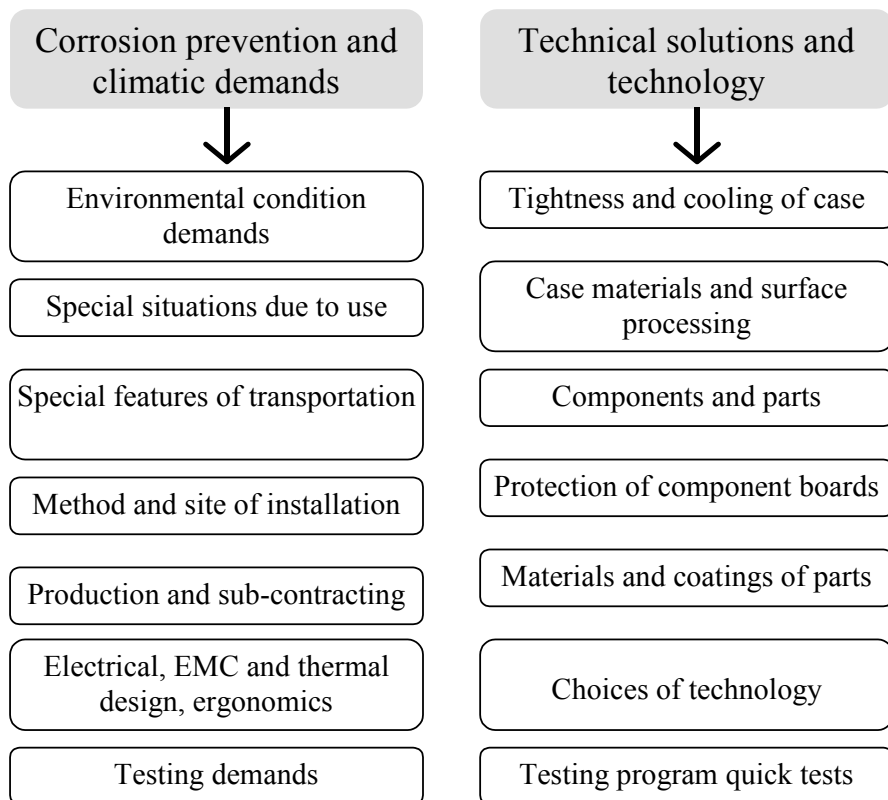 Corrosion prevention and
climatic demands
Environmental condition
demands
Special situations due to use
Special features of transportation
Method and site of installation
Production and sub-contracting
Electrical, EMC and thermal
design, ergonomics
Testing demands
Technical solutions and
technology
Tightness and cooling of case
Case materials and surface
processing
Components and parts
Protection of component boards
Materials and coatings of parts
Choices of technology
Testing program quick tests